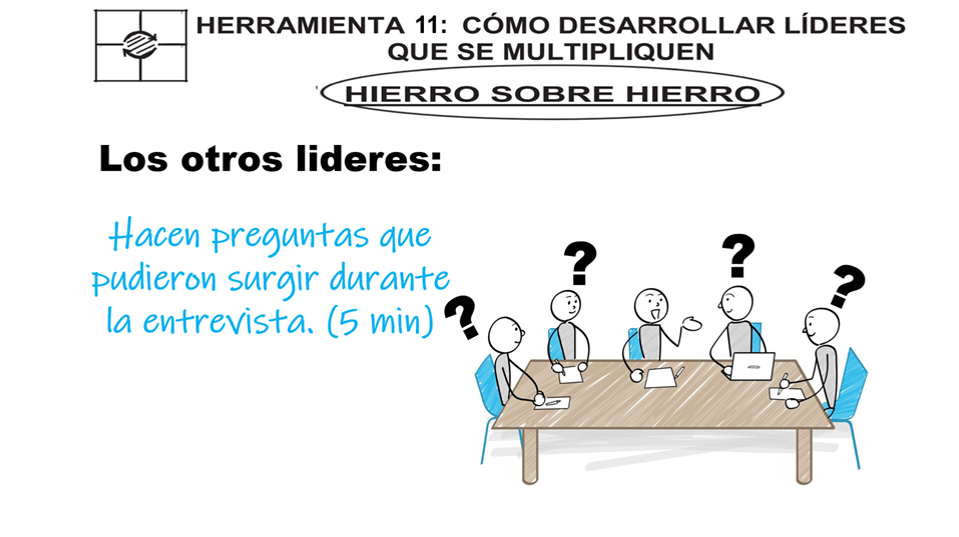 HERRAMIENTA 11: CÓMO DESARROLLAR LÍDERES
QUE SE MULTIPLIQUEN
HIERRO SOBRE HIERRO
Los otros lideres:
Hacen preguntas que
pudieron surgir durante
la entrevista. (5 min)
? ? ? ?